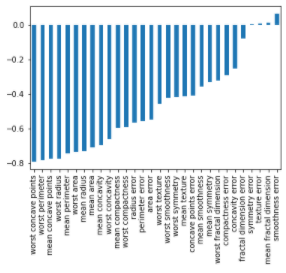 0.0
−0.2
−0.4
−0.6
−0.8
worst concave points
worst perimeter
mean concave points
worst radius
mean perimeter
worst area
mean radius
mean area
mean concavity
worst concavity
mean compactness
worst compactness
radius error
perimeter error
area error
worst texture
worst smoothness
worst symmetry
mean texture
concave points error
mean smoothness
mean symmetry
worst fractal dimension
compactness error
concavity error
fractal dimension error
symmetry error
texture error
mean fractal dimension
smoothness error